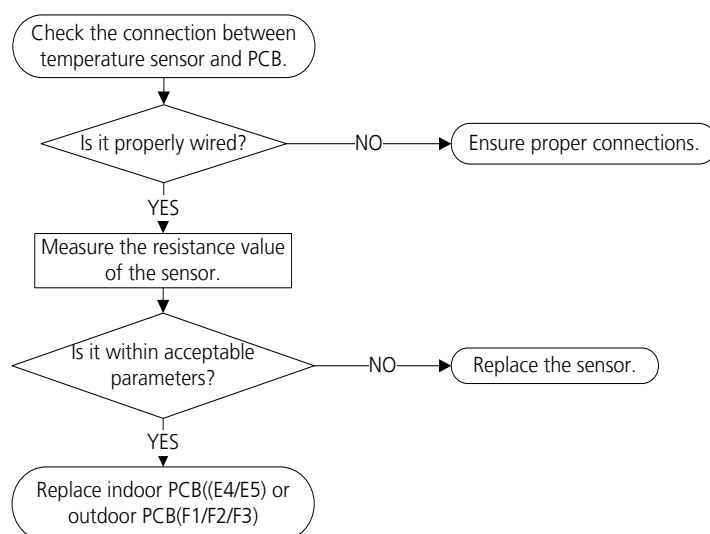 Check the connection between
temperature sensor and PCB.
Is it properly wired?
NO
Ensure proper connections.
YES
Measure the resistance value
of the sensor.
Is it within acceptable
parameters?
NO
Replace the sensor.
YES
Replace indoor PCB((E4/E5) or
outdoor PCB(F1/F2/F3)